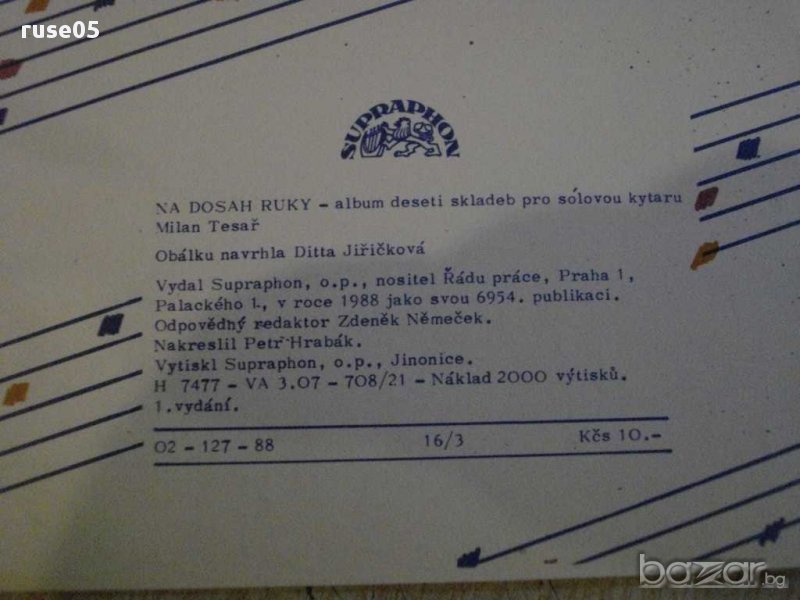 ruse05
SUPRAPHON
NA DOSAH RUKY - album deseti skladeb pro sólovou kytaru
Milan Tesař
Obálku navrhla Ditta Jiřičková
Vydal Supraphon, o.p., nositel Řádu práce, Praha 1,
Palackého 1., v roce 1988 jako svou 6954. publikaci.
Odpovědný redaktor Zdeněk Němeček.
Nakreslil Petr Hrabák.
Vytiskl Supraphon, o.p., Jinonice.
H 7477 - VA 3.07 - 708/21 - Náklad 2000 výtisků.
1. vydání.
02 - 127 - 88 16/3 Kčs 10.-
bazar.bg